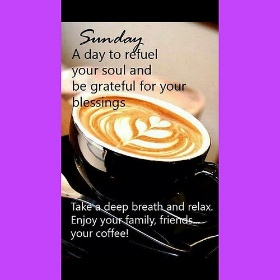 Sunday
A day to refuel
your soul and
be grateful for your
blessings
Take a deep breath and relax.
Enjoy your family, friends...
your coffee!